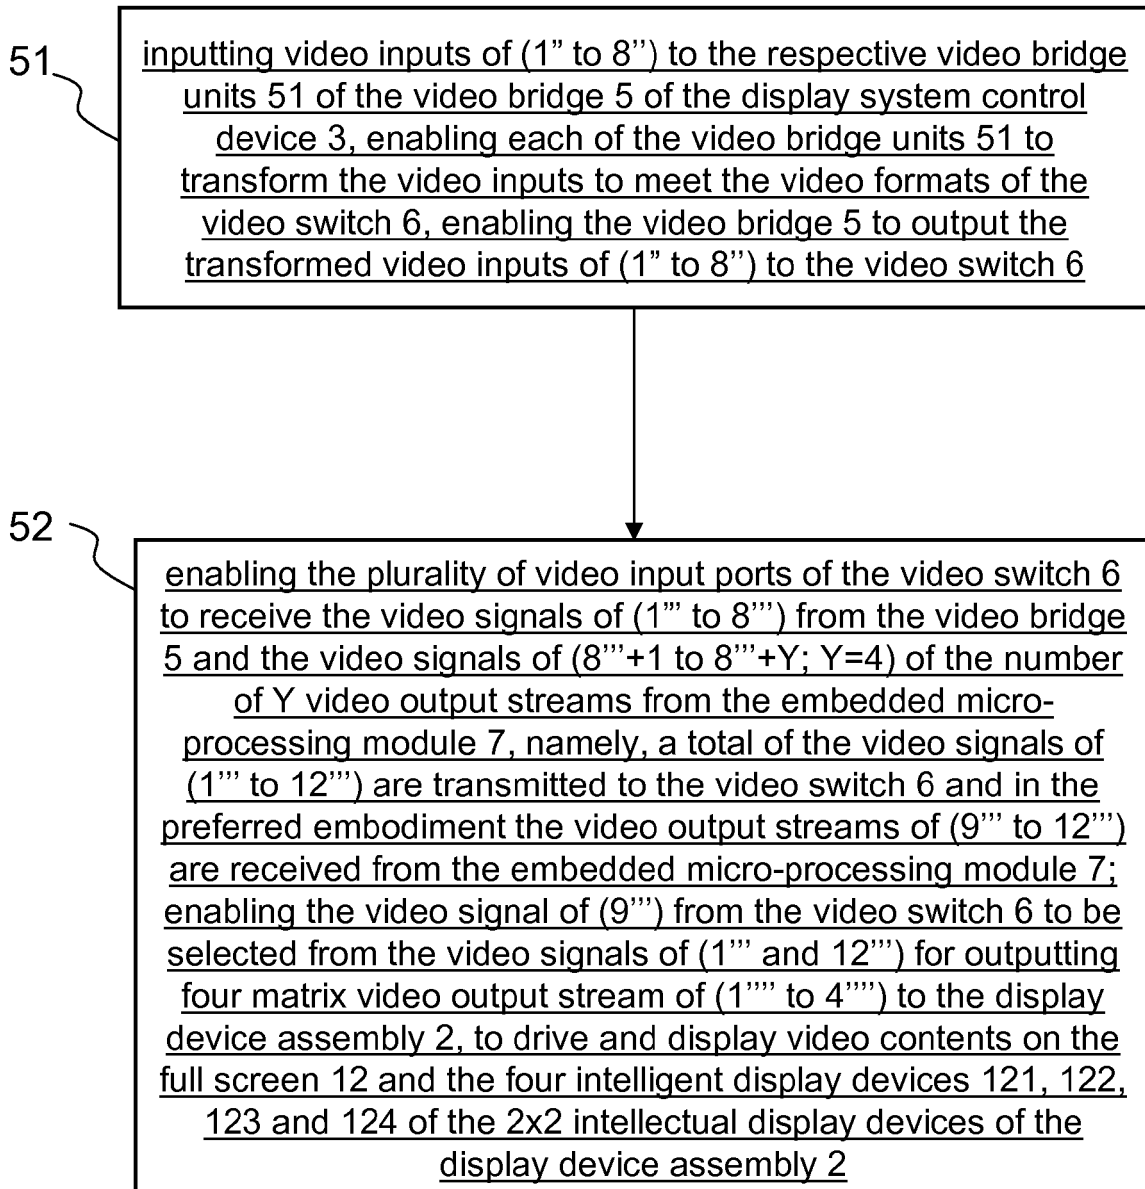 51
inputting video inputs of (1” to 8’’) to the respective video bridge
units 51 of the video bridge 5 of the display system control
device 3, enabling each of the video bridge units 51 to
transform the video inputs to meet the video formats of the
video switch 6, enabling the video bridge 5 to output the
transformed video inputs of (1” to 8’’) to the video switch 6
52
enabling the plurality of video input ports of the video switch 6
to receive the video signals of (1’’’ to 8’’’) from the video bridge
5 and the video signals of (8’’’+1 to 8’’’+Y; Y=4) of the number
of Y video output streams from the embedded micro-
processing module 7, namely, a total of the video signals of
(1’’’ to 12’’’) are transmitted to the video switch 6 and in the
preferred embodiment the video output streams of (9’’’ to 12’’’)
are received from the embedded micro-processing module 7;
enabling the video signal of (9’’’) from the video switch 6 to be
selected from the video signals of (1’’’ and 12’’’) for outputting
four matrix video output stream of (1’’’’ to 4’’’’) to the display
device assembly 2, to drive and display video contents on the
full screen 12 and the four intelligent display devices 121, 122,
123 and 124 of the 2x2 intellectual display devices of the
display device assembly 2